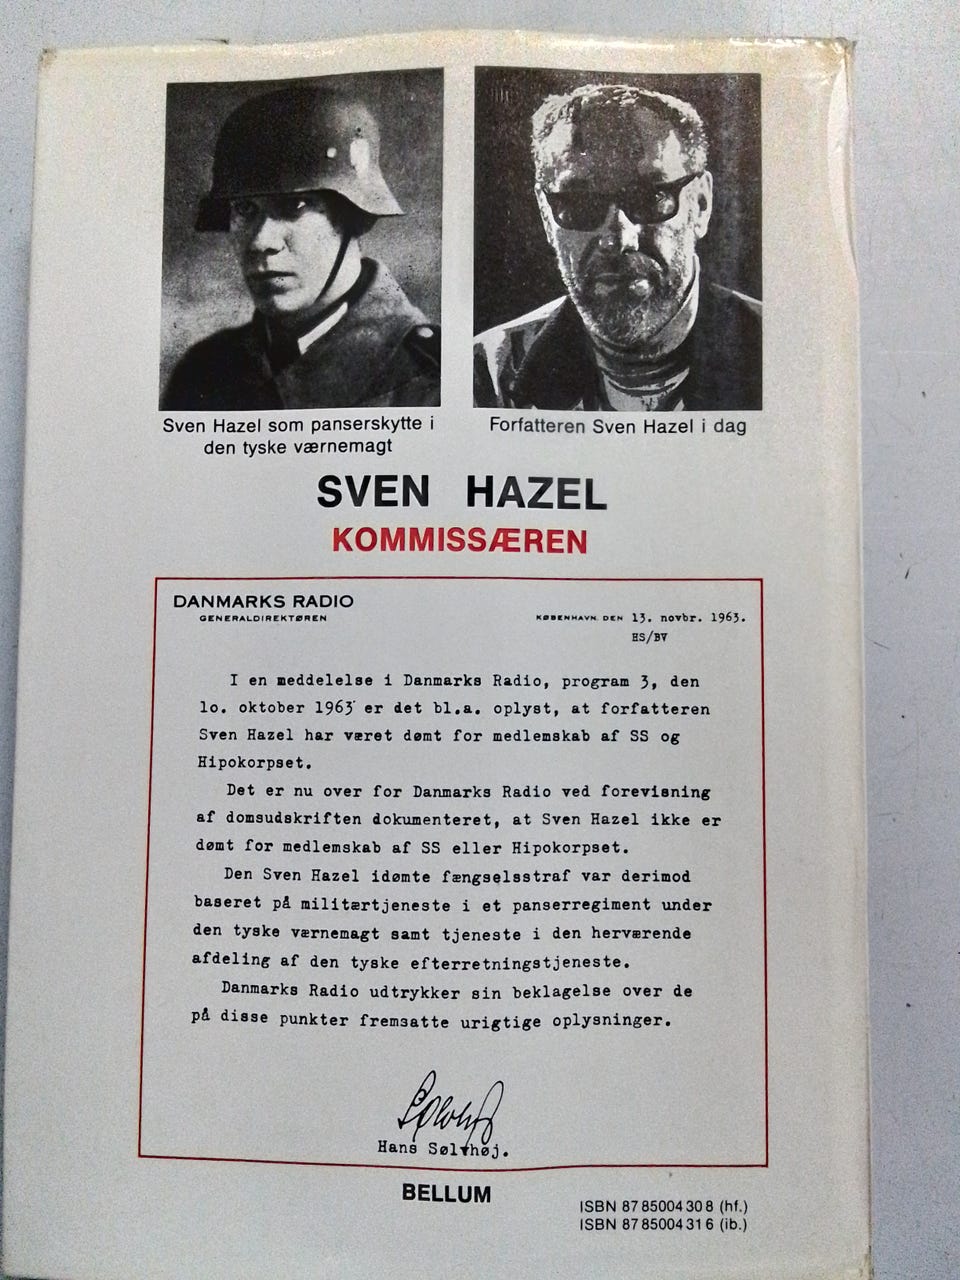 Sven Hazel som panserskytte i
den tyske værnemagt
Forfatteren Sven Hazel i dag
SVEN HAZEL
KOMMISSÆREN
DANMARKS RADIO
GENERALDIREKTØREN
KØBENHAVN. DEN 13. novbr. 1963.
HS/BV
I en meddelelse i Danmarks Radio, program 3, den
lo. oktober 1963 er det bl.a. oplyst, at forfatteren
Sven Hazel har været dømt for medlemskab af SS og
Hipokorpset.
Det er nu over for Danmarks Radio ved forevisning
af domsudskriften dokumenteret, at Sven Hazel ikke er
dømt for medlemskab af SS eller Hipokorpset.
Den Sven Hazel idømte fængselsstraf var derimod
baseret på militærtjeneste i et panserregiment under
den tyske værnemagt samt tjeneste i den herværende
afdeling af den tyske efterretningstjeneste.
Danmarks Radio udtrykker sin beklagelse over de
på disse punkter fremsatte urigtige oplysninger.
Hans Sølvhøj.
BELLUM
ISBN 87 85004 30 8 (hf.)
ISBN 87 85004 31 6 (ib.)